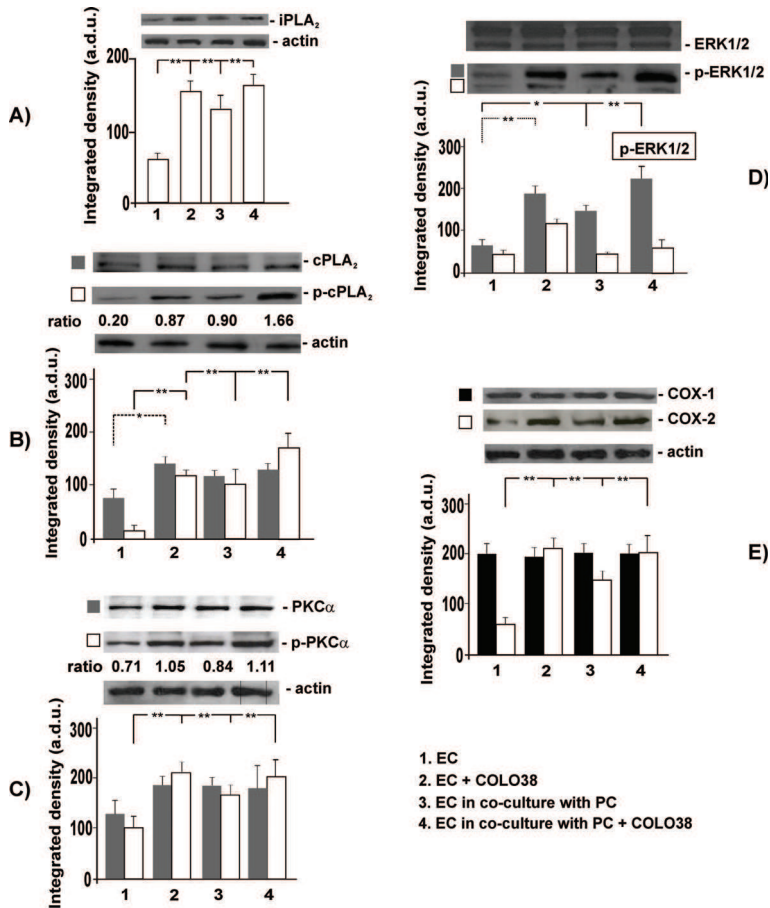 A)
iPLA₂
actin
Integrated density (a.d.u.)
200
100
0
** ** **
1 2 3 4
B)
cPLA₂
p-cPLA₂
ratio 0.20 0.87 0.90 1.66
actin
Integrated density (a.d.u.)
300
200
100
0
** ** **
*
1 2 3 4
C)
PKCα
p-PKCα
ratio 0.71 1.05 0.84 1.11
actin
Integrated density (a.d.u.)
300
200
100
0
** ** **
1 2 3 4
D)
ERK1/2
p-ERK1/2
Integrated density (a.d.u.)
300
200
100
0
* **
**
p-ERK1/2
1 2 3 4
E)
COX-1
COX-2
actin
Integrated density (a.d.u.)
300
200
100
0
** ** **
1 2 3 4
1. EC
2. EC + COLO38
3. EC in co-culture with PC
4. EC in co-culture with PC + COLO38